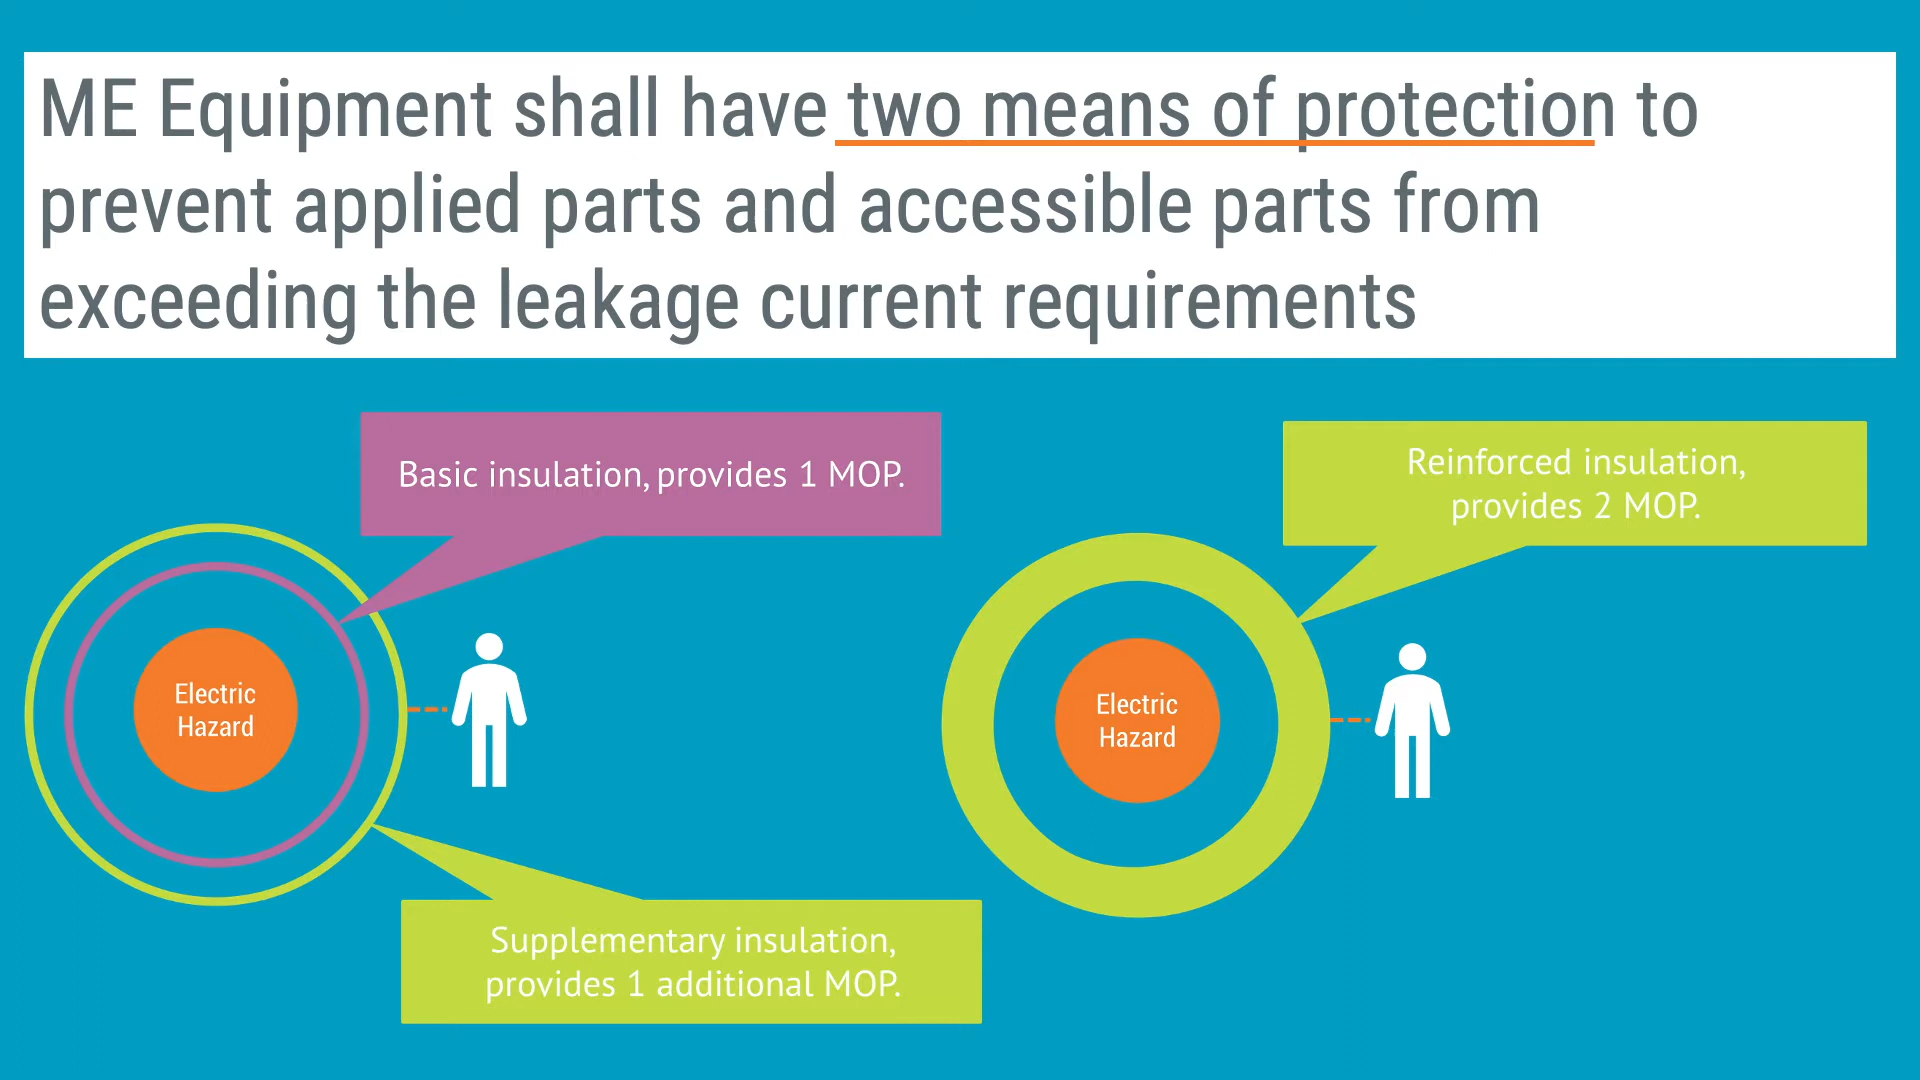 ME Equipment shall have two means of protection to
prevent applied parts and accessible parts from
exceeding the leakage current requirements
Basic insulation, provides 1 MOP.
Reinforced insulation,
provides 2 MOP.
Electric
Hazard
Electric
Hazard
Supplementary insulation,
provides 1 additional MOP.